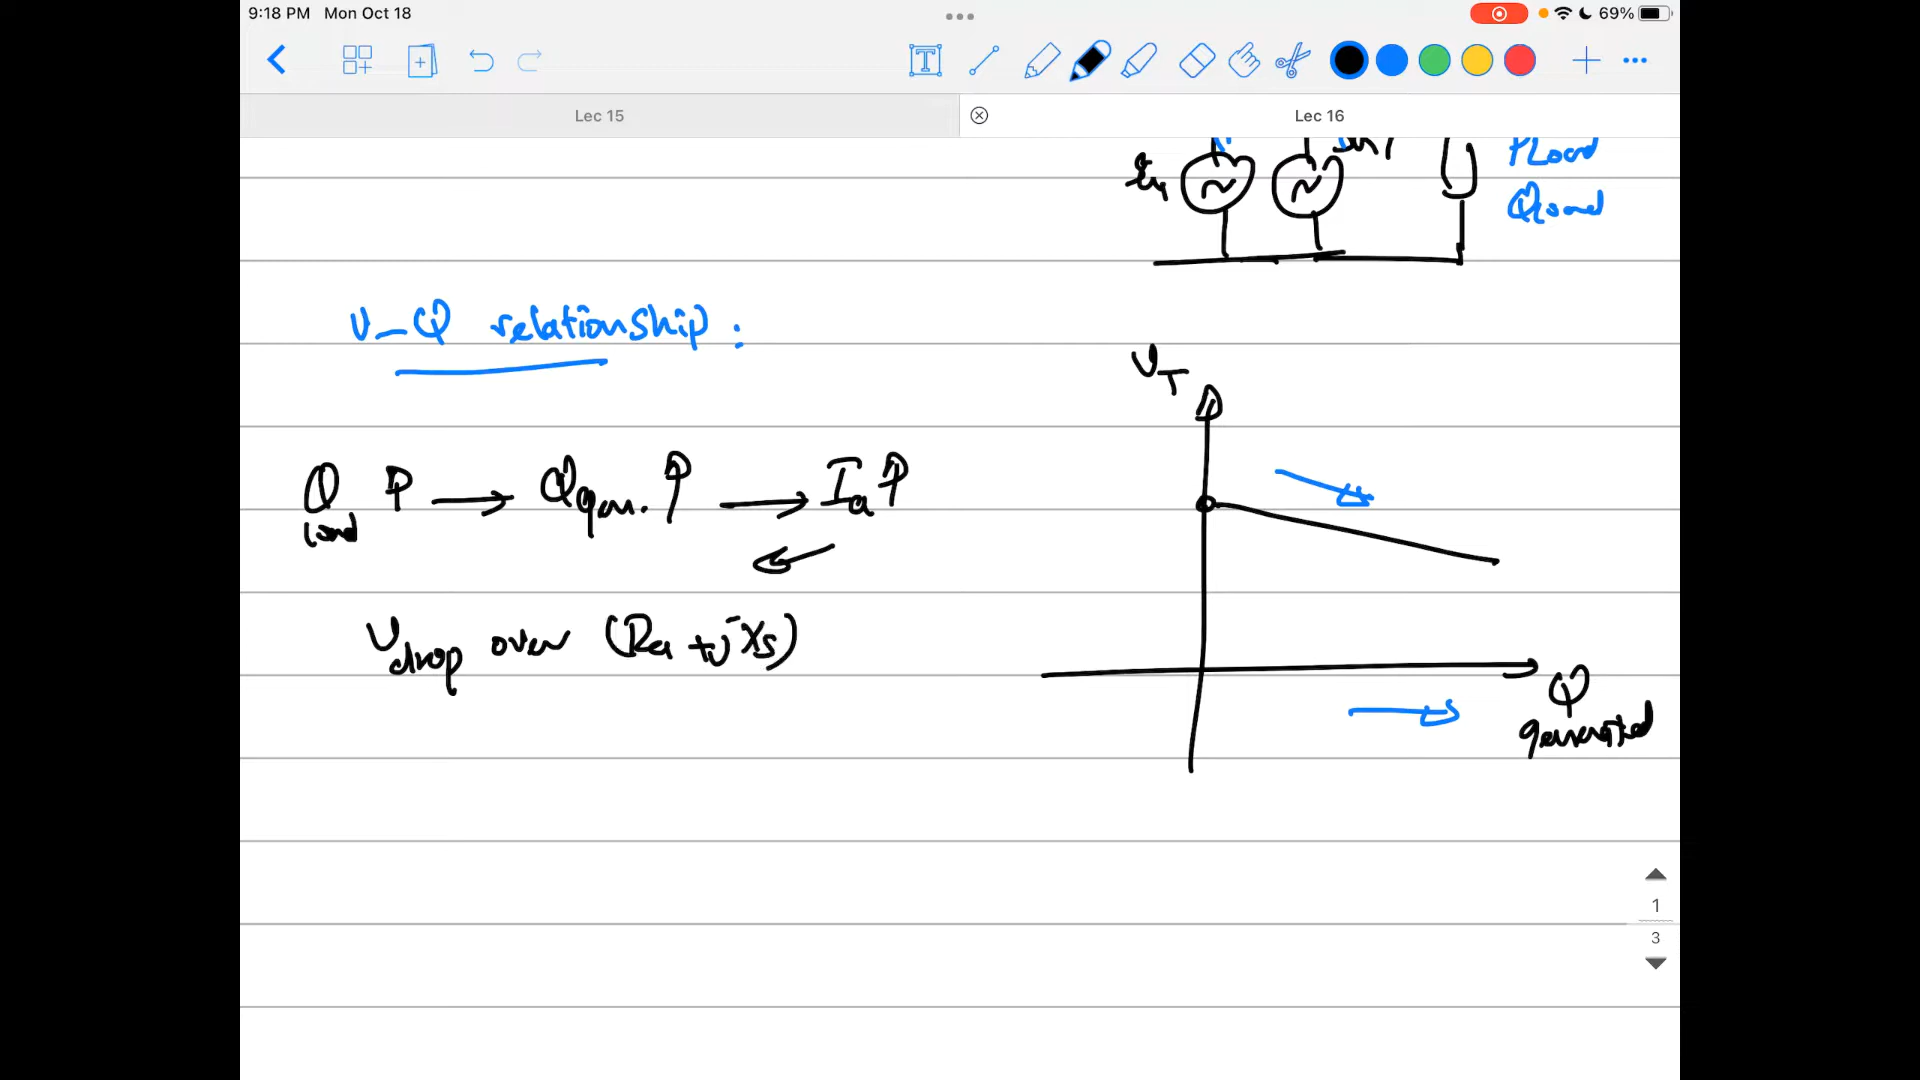 9:18 PM Mon Oct 18
69%
Lec 15
Lec 16
PLoad
QLoad
V-Q relationship:
VT
Q load ↑ → Qgen. ↑ → Ia ↑
Vdrop over (Ra + jXs)
Q generated
1
3